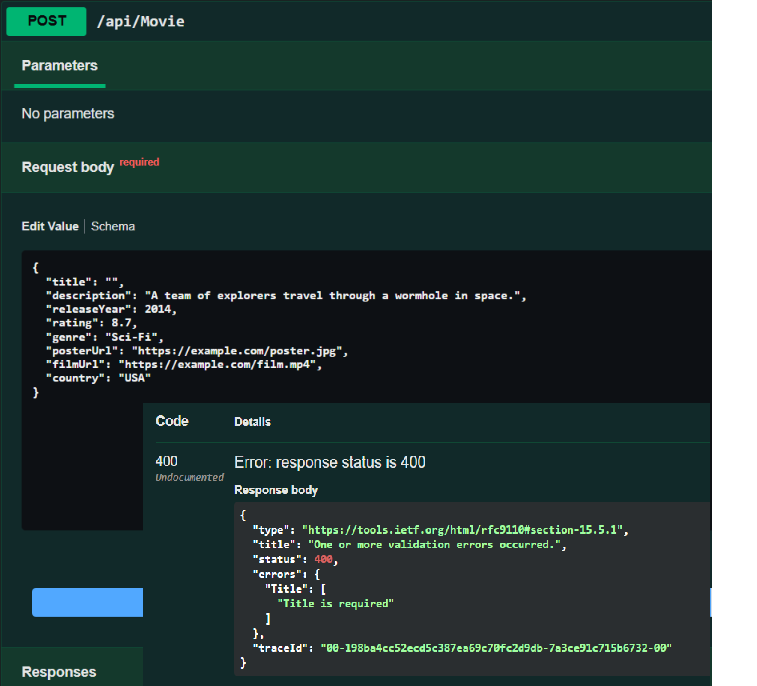 POST /api/Movie
Parameters
No parameters
Request body required
Edit Value | Schema
{
  "title": "",
  "description": "A team of explorers travel through a wormhole in space.",
  "releaseYear": 2014,
  "rating": 8.7,
  "genre": "Sci-Fi",
  "posterUrl": "https://example.com/poster.jpg",
  "filmUrl": "https://example.com/film.mp4",
  "country": "USA"
}
Code Details
400 Error: response status is 400
Undocumented
Response body
{
  "type": "https://tools.ietf.org/html/rfc9110#section-15.5.1",
  "title": "One or more validation errors occurred.",
  "status": 400,
  "errors": {
    "Title": [
      "Title is required"
    ]
  },
  "traceId": "00-198ba4cc52ecd5c387ea69c70fc2d9db-7a3ce91c715b6732-00"
}
Responses